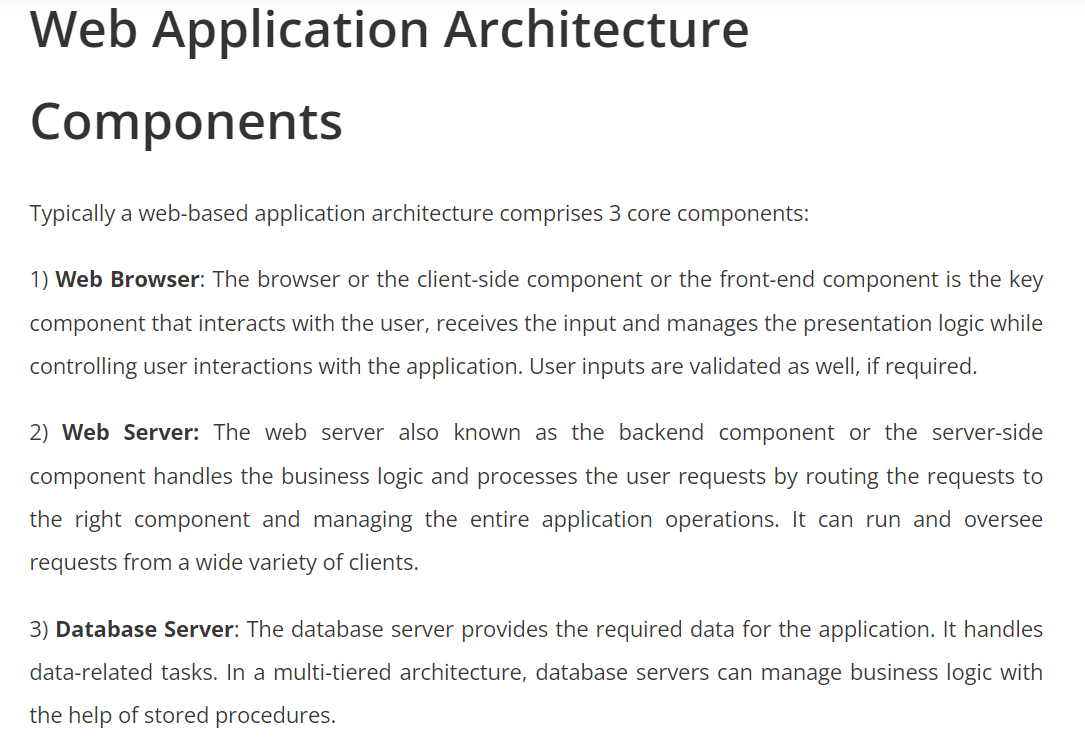 Web Application Architecture
Components
Typically a web-based application architecture comprises 3 core components:
1) Web Browser: The browser or the client-side component or the front-end component is the key
component that interacts with the user, receives the input and manages the presentation logic while
controlling user interactions with the application. User inputs are validated as well, if required.
2) Web Server: The web server also known as the backend component or the server-side
component handles the business logic and processes the user requests by routing the requests to
the right component and managing the entire application operations. It can run and oversee
requests from a wide variety of clients.
3) Database Server: The database server provides the required data for the application. It handles
data-related tasks. In a multi-tiered architecture, database servers can manage business logic with
the help of stored procedures.